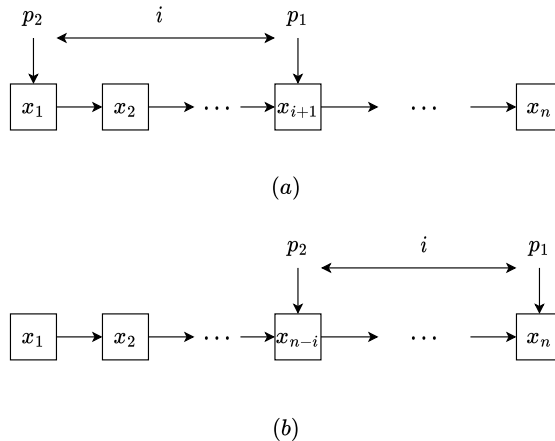 p₂ i p₁
x₁ x₂ ··· xᵢ₊₁ ··· xₙ
(a)
p₂ i p₁
x₁ x₂ ··· xₙ₋ᵢ ··· xₙ
(b)